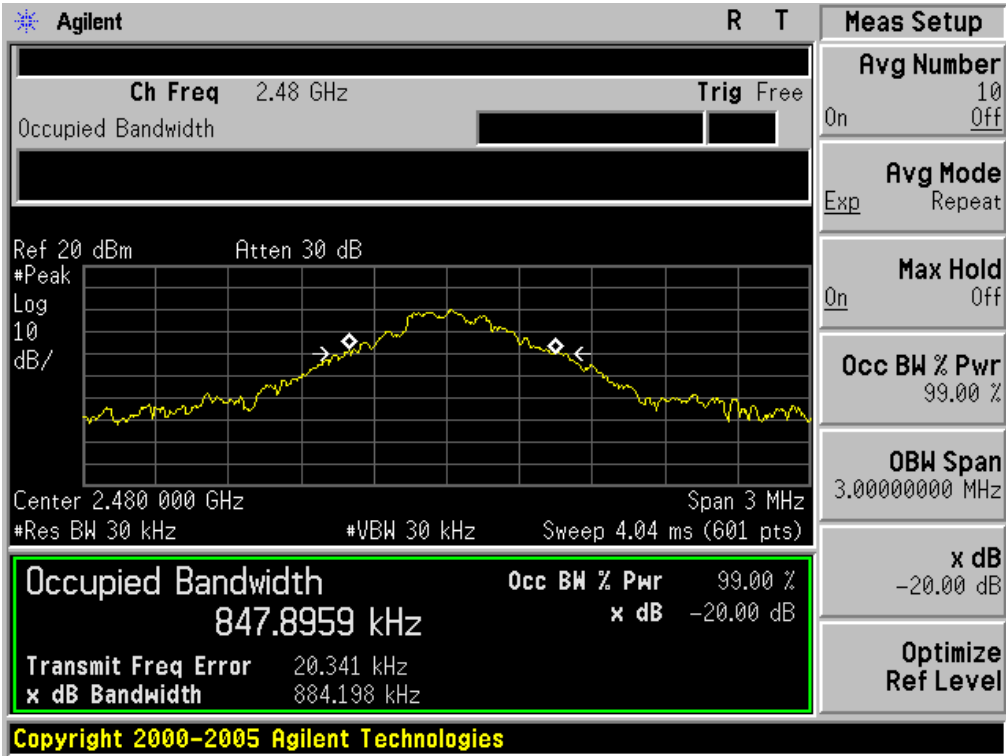 Agilent R T
Ch Freq 2.48 GHz Trig Free
Occupied Bandwidth
Ref 20 dBm Atten 30 dB
#Peak
Log
10
dB/
Center 2.480 000 GHz Span 3 MHz
#Res BW 30 kHz #VBW 30 kHz Sweep 4.04 ms (601 pts)
Occupied Bandwidth Occ BW % Pwr 99.00 %
847.8959 kHz x dB -20.00 dB
Transmit Freq Error 20.341 kHz
x dB Bandwidth 884.198 kHz
Copyright 2000-2005 Agilent Technologies
Meas Setup
Avg Number
10
On Off
Avg Mode
Exp Repeat
Max Hold
On Off
Occ BW % Pwr
99.00 %
OBW Span
3.00000000 MHz
x dB
-20.00 dB
Optimize
Ref Level